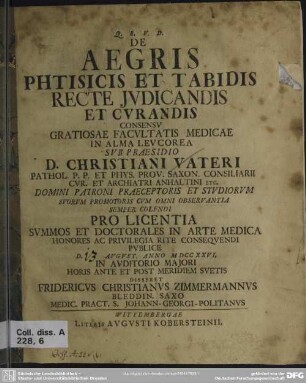 Q. D. E. V.
DE
AEGRIS
PHTISICIS ET TABIDIS
RECTE JVDICANDIS
ET CVRANDIS
CONSENSV
GRATIOSAE FACVLTATIS MEDICAE
IN ALMA LEVCOREA
SVB PRAESIDIO
D. CHRISTIANI VATERI
PATHOL. P. P. ET PHYS. PROV. SAXON. CONSILIARII
CVR. ET ARCHIATRI ANHALTINI
DOMINI PATRONI PRAECEPTORIS ET STVDIORVM
SVORVM PROMOTORIS CVM OMNI OBSERVANTIA
SEMPER COLENDI
PRO LICENTIA
SVMMOS ET DOCTORALES IN ARTE MEDICA
HONORES AC PRIVILEGIA RITE CONSEQVENDI
PVBLICE
D. AVGVST. ANNO MDCCXXVI.
IN AVDITORIO MAJORI
HORIS ANTE ET POST MERIDIEM SVETIS
DISSERET
FRIDERICVS CHRISTIANVS ZIMMERMANNVS
BLEDDIN. SAXO
MEDIC. PRACT. S. JOHANN-GEORGI-POLITANVS
WITTEMBERGAE
LITERIS AVGVSTI KOBERSTEINII.
Coll. diss. A
228, 6